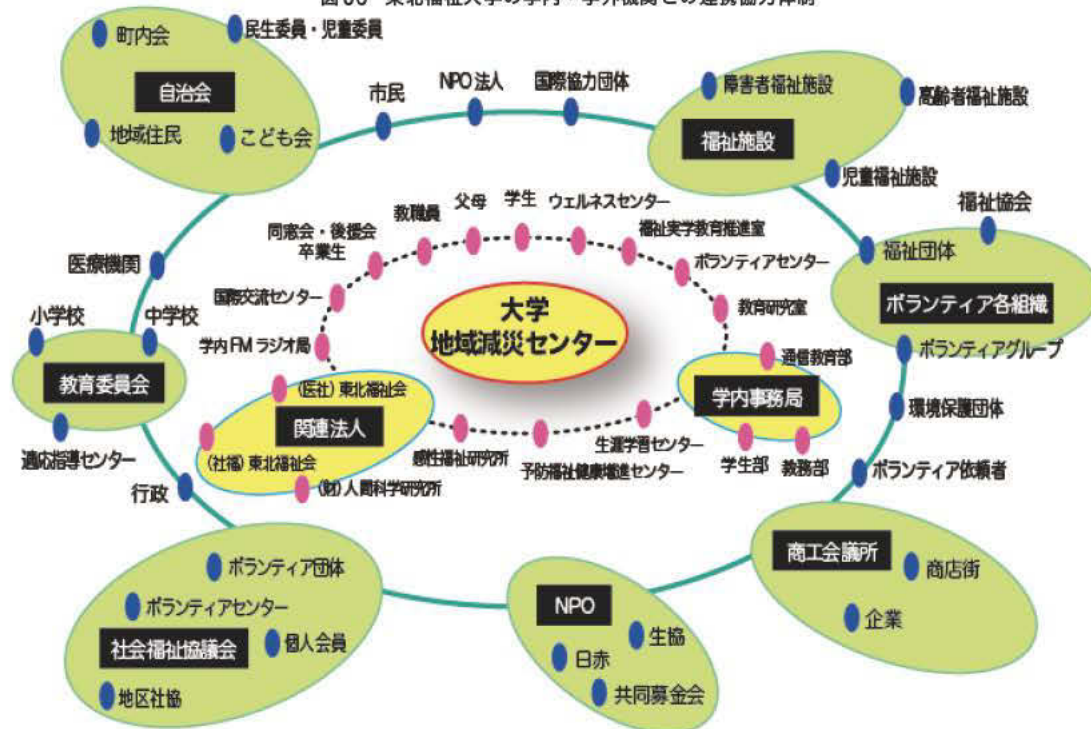 東北福祉大学の学内・学外機関との連携協力体制
町内会
民生委員・児童委員
自治会
地域住民
こども会
市民
NPO法人
国際協力団体
障害者福祉施設
高齢者福祉施設
福祉施設
児童福祉施設
福祉協会
福祉団体
ボランティア各組織
ボランティアグループ
環境保護団体
ボランティア依頼者
医療機関
小学校
中学校
教育委員会
適応指導センター
行政
同窓会・後援会
卒業生
教職員
父母
学生
ウェルネスセンター
福祉実学教育推進室
ボランティアセンター
教育研究室
国際交流センター
学内FMラジオ局
大学
地域減災センター
通信教育部
学内事務局
学生部
教務部
(医社)東北福祉会
関連法人
(社福)東北福祉会
(財)人間科学研究所
感性福祉研究所
予防福祉健康増進センター
生涯学習センター
ボランティア団体
ボランティアセンター
社会福祉協議会
個人会員
地区社協
NPO
生協
日赤
共同募金会
商工会議所
商店街
企業